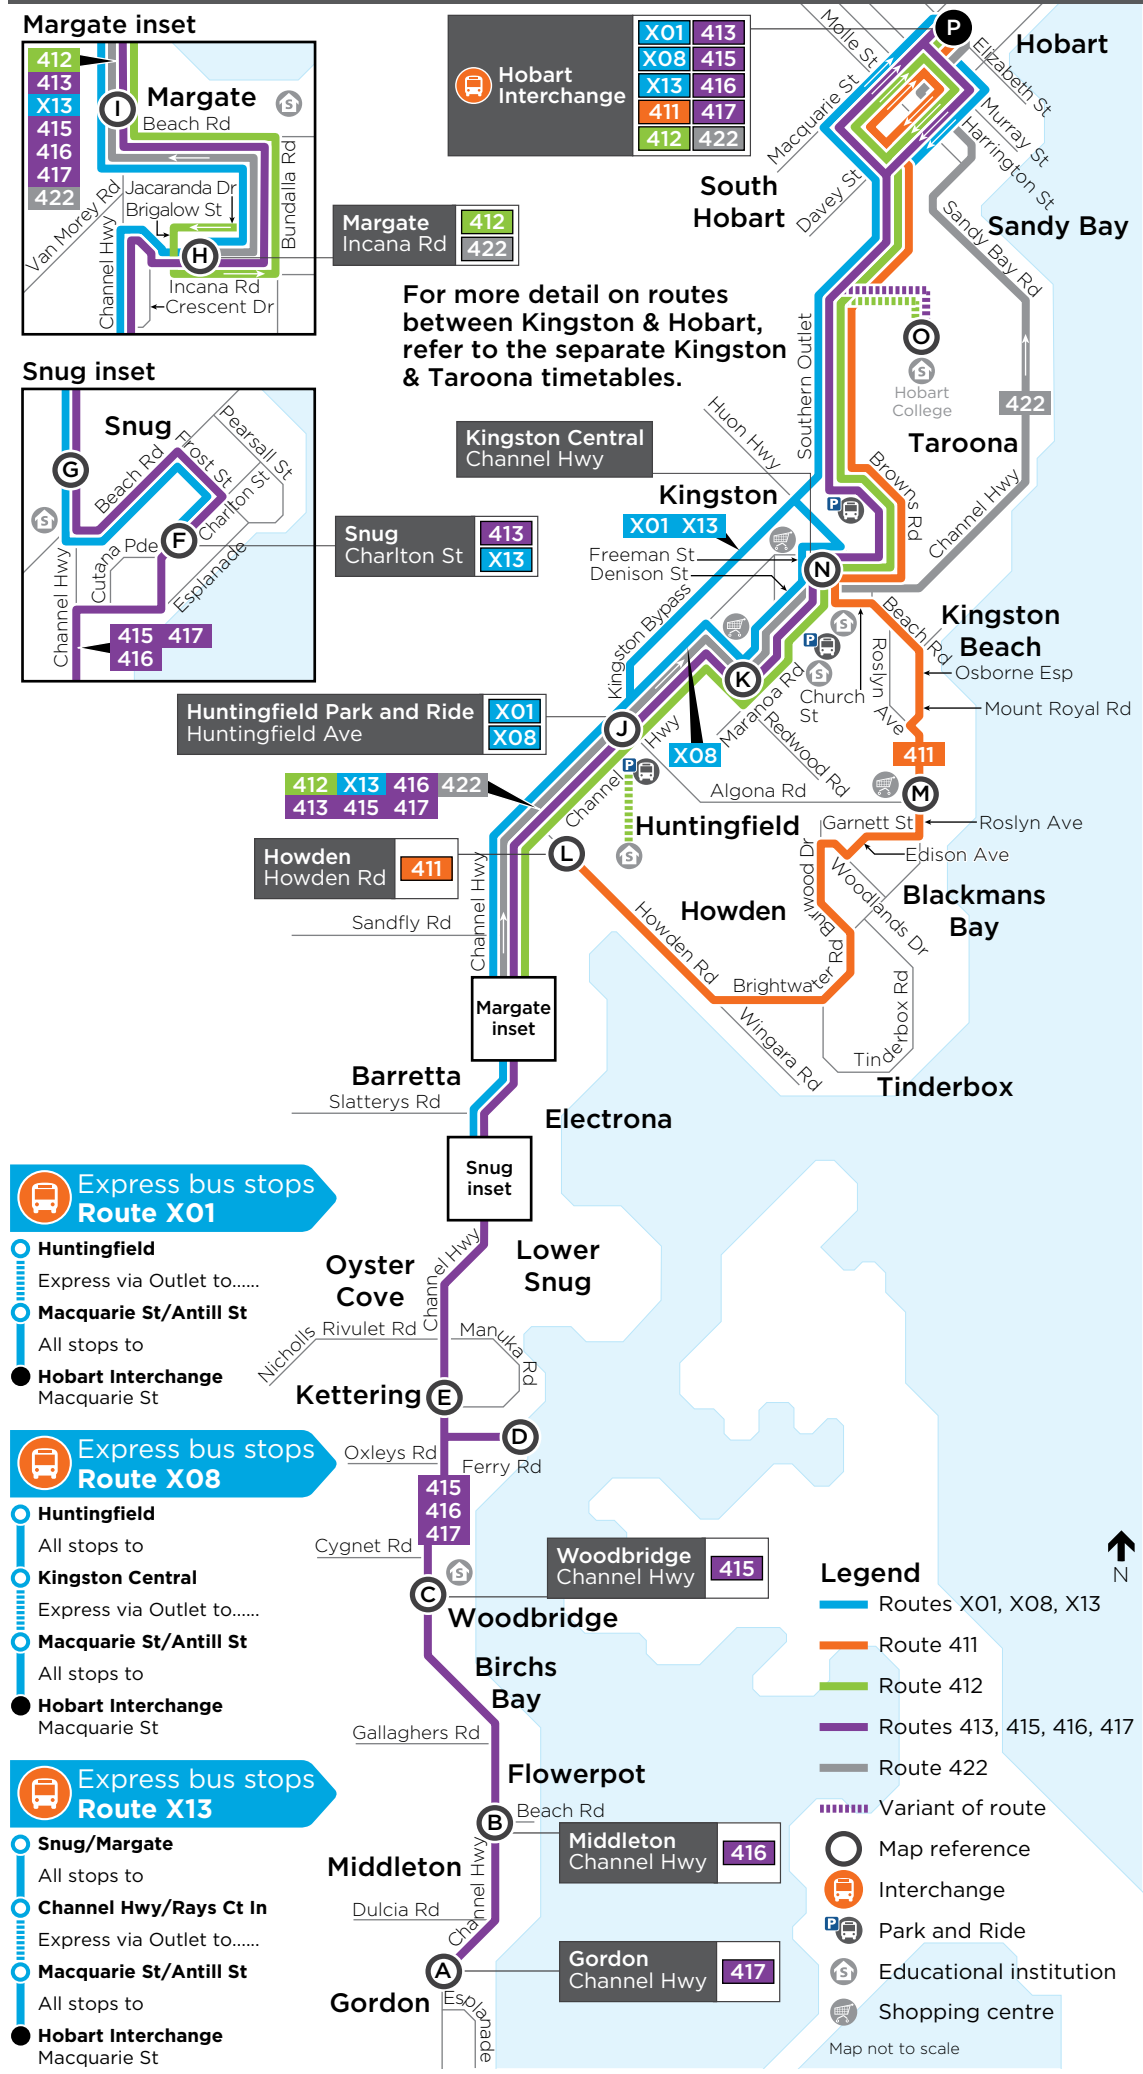 Margate inset
412
413
X13
415
416
417
422
I
Margate
Beach Rd
Bundalla Rd
Jacaranda Dr
Brigalow St
Van Morey Rd
Channel Hwy
H
Incana Rd
Crescent Dr
Margate
Incana Rd
412
422
Hobart
Interchange
X01 413
X08 415
X13 416
411 417
412 422
P
Hobart
Molle St
Elizabeth St
Macquarie St
Murray St
Harrington St
Davey St
South
Hobart
Sandy Bay
Sandy Bay Rd
For more detail on routes
between Kingston & Hobart,
refer to the separate Kingston
& Taroona timetables.
Southern Outlet
O
Hobart
College
422
Taroona
Channel Hwy
Snug inset
Snug
G
Beach Rd
Frost St
Pearsall St
Charlton St
F
Cutana Pde
Esplanade
Channel Hwy
415 417
416
Snug
Charlton St
413
X13
Kingston Central
Channel Hwy
Huon Hwy
Kingston
X01 X13
Browns Rd
P
Freeman St
Denison St
N
Kingston Bypass
Kingston
Beach
Beach Rd
Osborne Esp
Roslyn Ave
Church
St
Mount Royal Rd
P
K
Maranoa Rd
Redwood Rd
X08
Huntingfield Park and Ride
Huntingfield Ave
X01
X08
J
Channel Hwy
P
411
M
Algona Rd
412 X13 416 422
413 415 417
Huntingfield
Garnett St
Roslyn Ave
Edison Ave
Burwood Dr
Woodlands Dr
Blackmans
Bay
Howden
Howden Rd
411
L
Channel Hwy
Sandfly Rd
Howden
Howden Rd
Brightwater Rd
Wingara Rd
Tinderbox Rd
Tinderbox
Margate
inset
Barretta
Slatterys Rd
Electrona
Snug
inset
Express bus stops
Route X01
Huntingfield
Express via Outlet to......
Macquarie St/Antill St
All stops to
Hobart Interchange
Macquarie St
Oyster
Cove
Channel Hwy
Lower
Snug
Nicholls Rivulet Rd
Manuka Rd
Kettering
E
D
Oxleys Rd
Ferry Rd
415
416
417
Cygnet Rd
C
Woodbridge
Channel Hwy
415
Woodbridge
Express bus stops
Route X08
Huntingfield
All stops to
Kingston Central
Express via Outlet to......
Macquarie St/Antill St
All stops to
Hobart Interchange
Macquarie St
Birchs
Bay
Gallaghers Rd
Flowerpot
B
Beach Rd
Middleton
Channel Hwy
416
Middleton
Channel Hwy
Dulcia Rd
A
Gordon
Channel Hwy
417
Gordon
Esplanade
Express bus stops
Route X13
Snug/Margate
All stops to
Channel Hwy/Rays Ct In
Express via Outlet to......
Macquarie St/Antill St
All stops to
Hobart Interchange
Macquarie St
N
Legend
Routes X01, X08, X13
Route 411
Route 412
Routes 413, 415, 416, 417
Route 422
Variant of route
Map reference
Interchange
P
Park and Ride
S
Educational institution
Shopping centre
Map not to scale